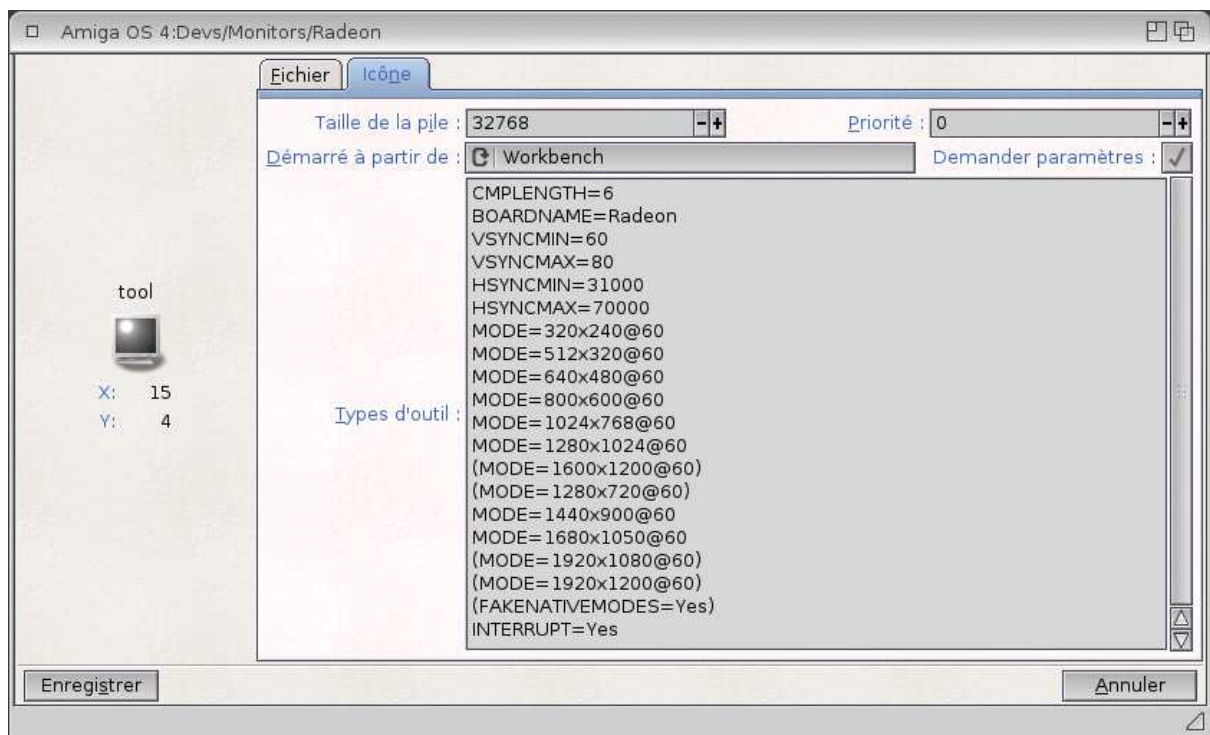 Amiga OS 4:Devs/Monitors/Radeon
Fichier
Icône
Taille de la pile : 32768
Priorité : 0
Démarré à partir de : Workbench
Demander paramètres :
tool
X: 15
Y: 4
Types d'outil :
CMPLENGTH=6
BOARDNAME=Radeon
VSYNCMIN=60
VSYNCMAX=80
HSYNCMIN=31000
HSYNCMAX=70000
MODE=320x240@60
MODE=512x320@60
MODE=640x480@60
MODE=800x600@60
MODE=1024x768@60
MODE=1280x1024@60
(MODE=1600x1200@60)
(MODE=1280x720@60)
MODE=1440x900@60
MODE=1680x1050@60
(MODE=1920x1080@60)
(MODE=1920x1200@60)
(FAKENATIVEMODES=Yes)
INTERRUPT=Yes
Enregistrer
Annuler